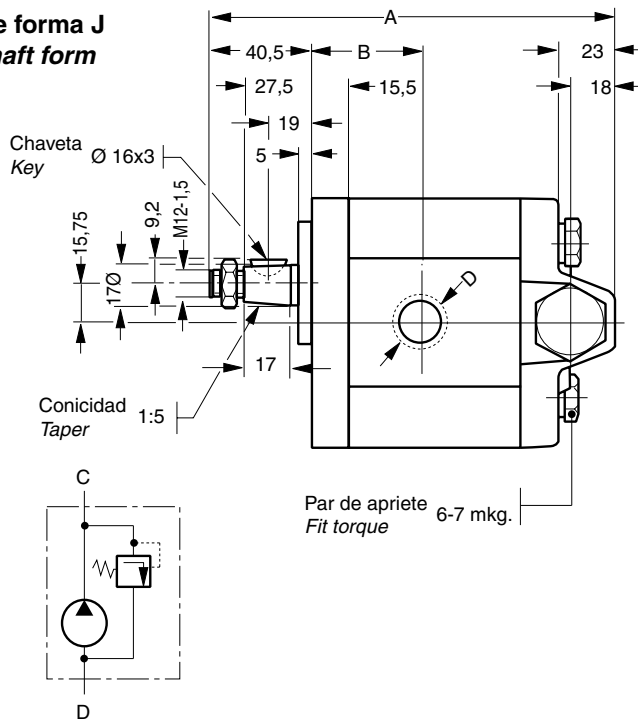 e forma J
naft form
A
40,5
B
23
27,5
15,5
18
19
5
Chaveta
Key
Ø 16x3
15,75
9,2
M12-1,5
17Ø
D
17
Conicidad
Taper
1:5
Par de apriete
Fit torque
6-7 mkg.
C
D